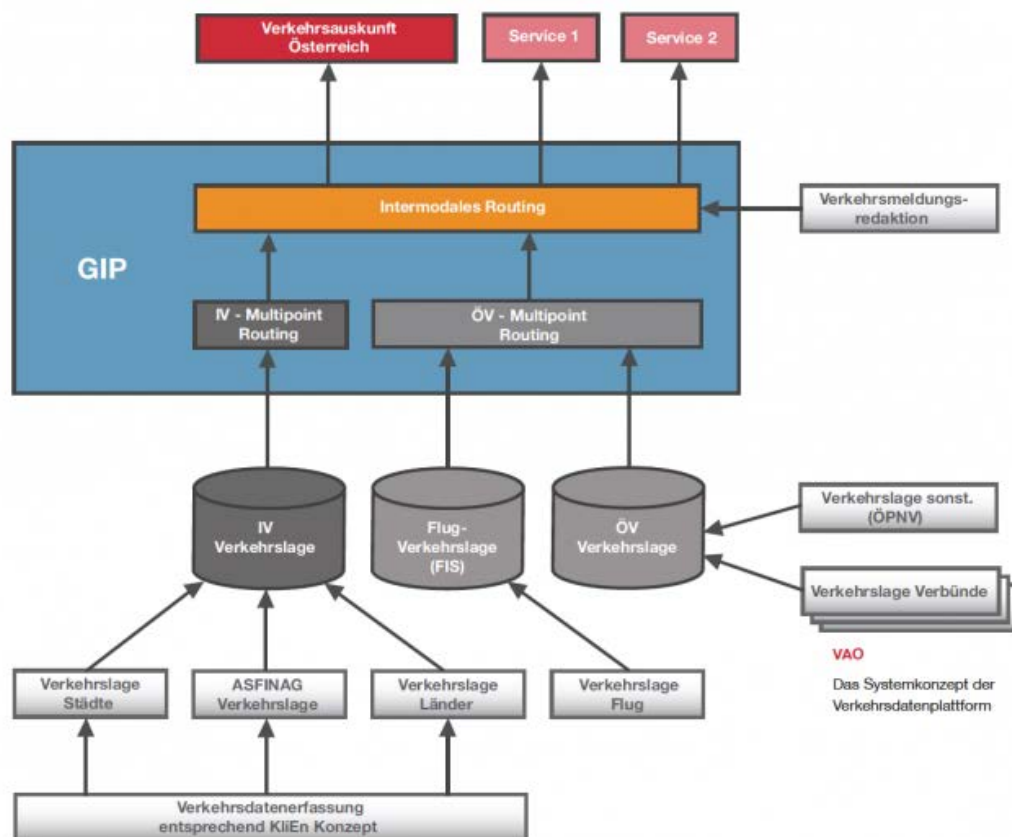 Verkehrsauskunft
Österreich
Service 1
Service 2
Intermodales Routing
Verkehrsmeldungs-
redaktion
GIP
IV - Multipoint
Routing
ÖV - Multipoint
Routing
IV
Verkehrslage
Flug-
Verkehrslage
(FIS)
ÖV
Verkehrslage
Verkehrslage sonst.
(ÖPNV)
Verkehrslage Verbünde
VAO
Das Systemkonzept der
Verkehrsdatenplattform
Verkehrslage
Städte
ASFINAG
Verkehrslage
Verkehrslage
Länder
Verkehrslage
Flug
Verkehrsdatenerfassung
entsprechend KliEn Konzept